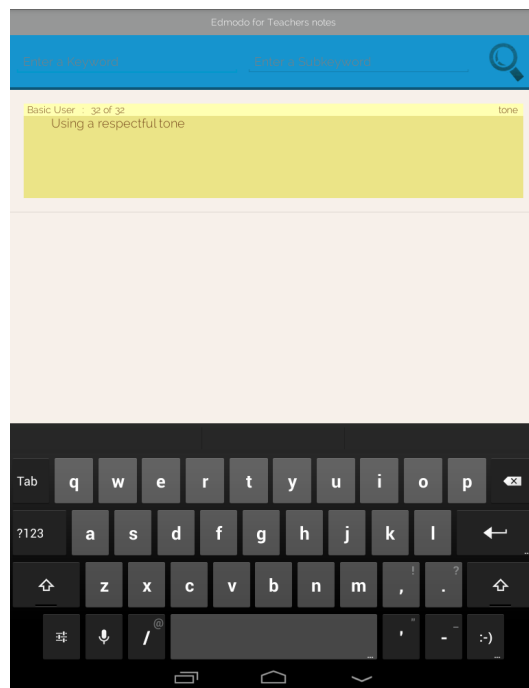 Edmodo for Teachers notes
Enter a Keyword
Enter a Subkeyword
Basic User : 32 of 32 tone
Using a respectful tone
Tab q w e r t y u i o p
?123 a s d f g h j k l
z x c v b n m , ! . ?
/ @ ' " - _ :-)